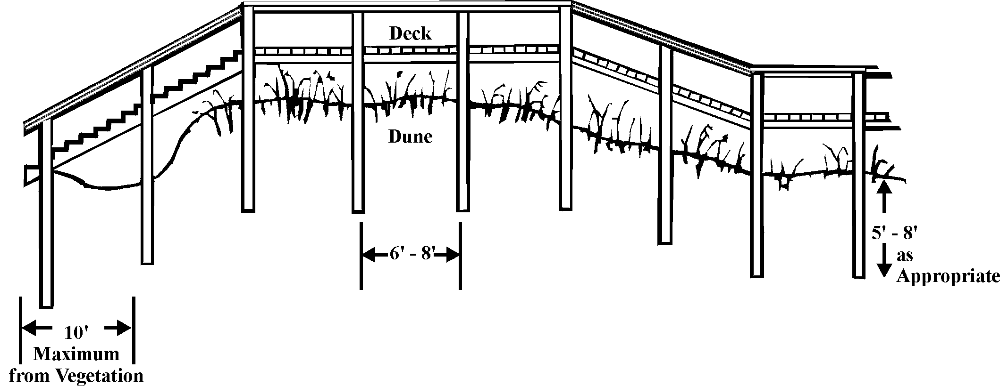 Deck
Dune
6' - 8'
5' - 8'
as
Appropriate
10'
Maximum
from Vegetation